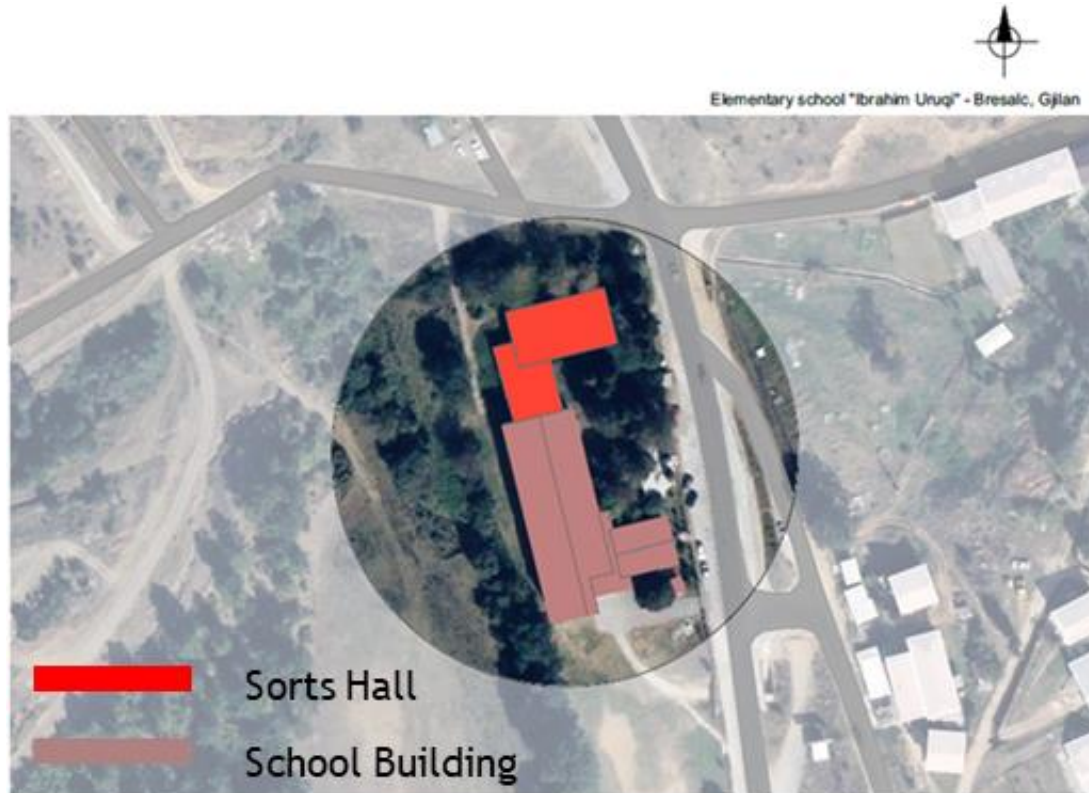 Elementary school "Ibrahim Uruqi" - Bresalc, Gjilan
Sorts Hall
School Building